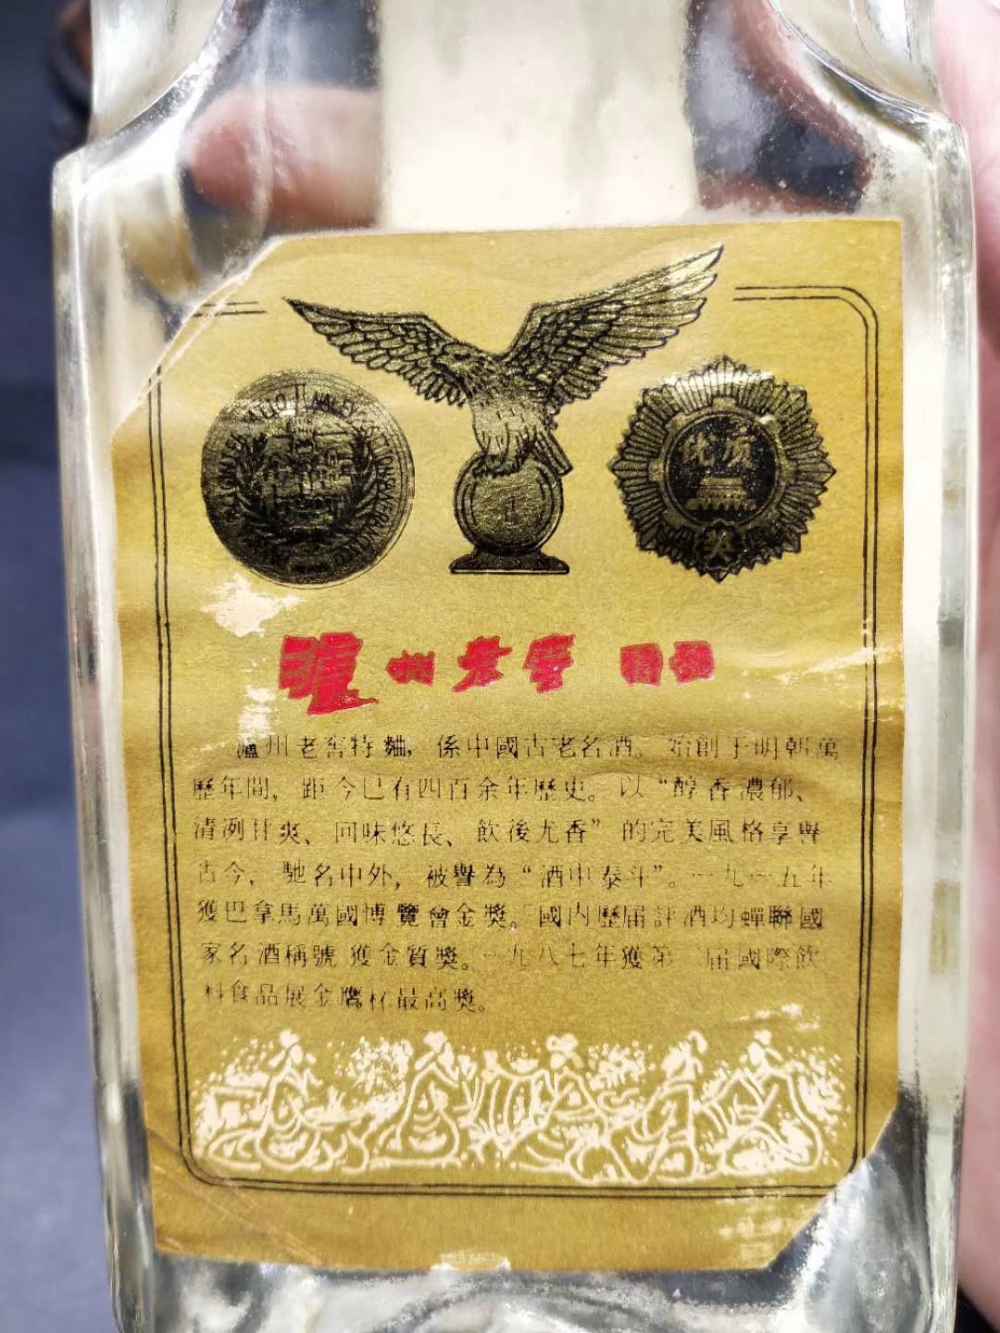 瀘州老窖
瀘州老窖特麯，係中國古老名酒。始創于明朝萬
歷年間，距今已有四百余年歷史。以“醇香濃郁、
清洌甘爽、回味悠長、飲後尤香”的完美風格享譽
古今，馳名中外，被譽為“酒中泰斗”。一九一五年
獲巴拿馬萬國博覽會金獎。國内歷届評酒均蟬聯國
家名酒稱號獲金質獎。一九八七年獲第二届國際飲
料食品展金鷹杯最高獎。